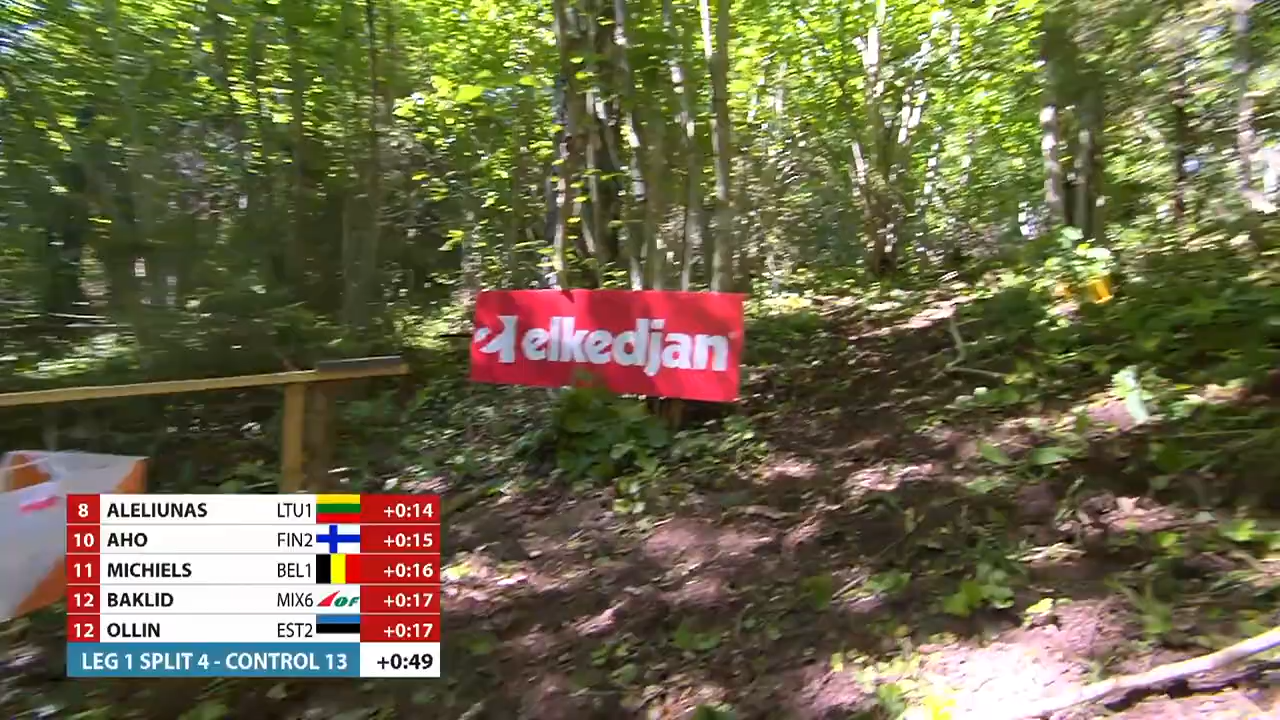 elkedjan
8 ALELIUNAS LTU1 +0:14
10 AHO FIN2 +0:15
11 MICHIELS BEL1 +0:16
12 BAKLID MIX6 IOF +0:17
12 OLLIN EST2 +0:17
LEG 1 SPLIT 4 - CONTROL 13 +0:49